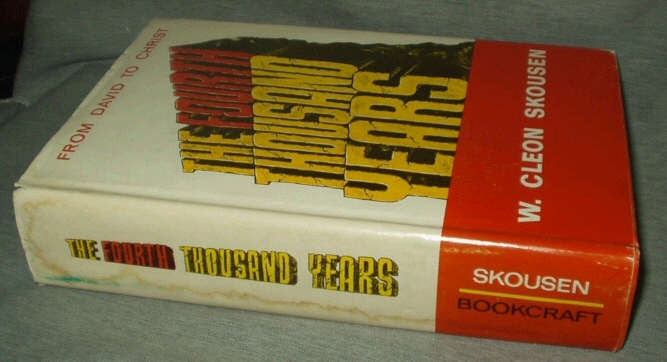 FROM DAVID TO CHRIST
THE FOURTH
THOUSAND
YEARS
W. CLEON SKOUSEN
THE FOURTH THOUSAND YEARS
SKOUSEN
BOOKCRAFT